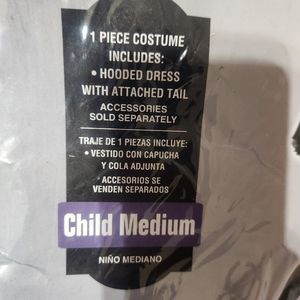 1 PIECE COSTUME
INCLUDES:
• HOODED DRESS
WITH ATTACHED TAIL
ACCESSORIES
SOLD SEPARATELY
TRAJE DE 1 PIEZAS INCLUYE:
• VESTIDO CON CAPUCHA
Y COLA ADJUNTA
ACCESORIOS SE
VENDEN SEPARADOS
Child Medium
NIÑO MEDIANO